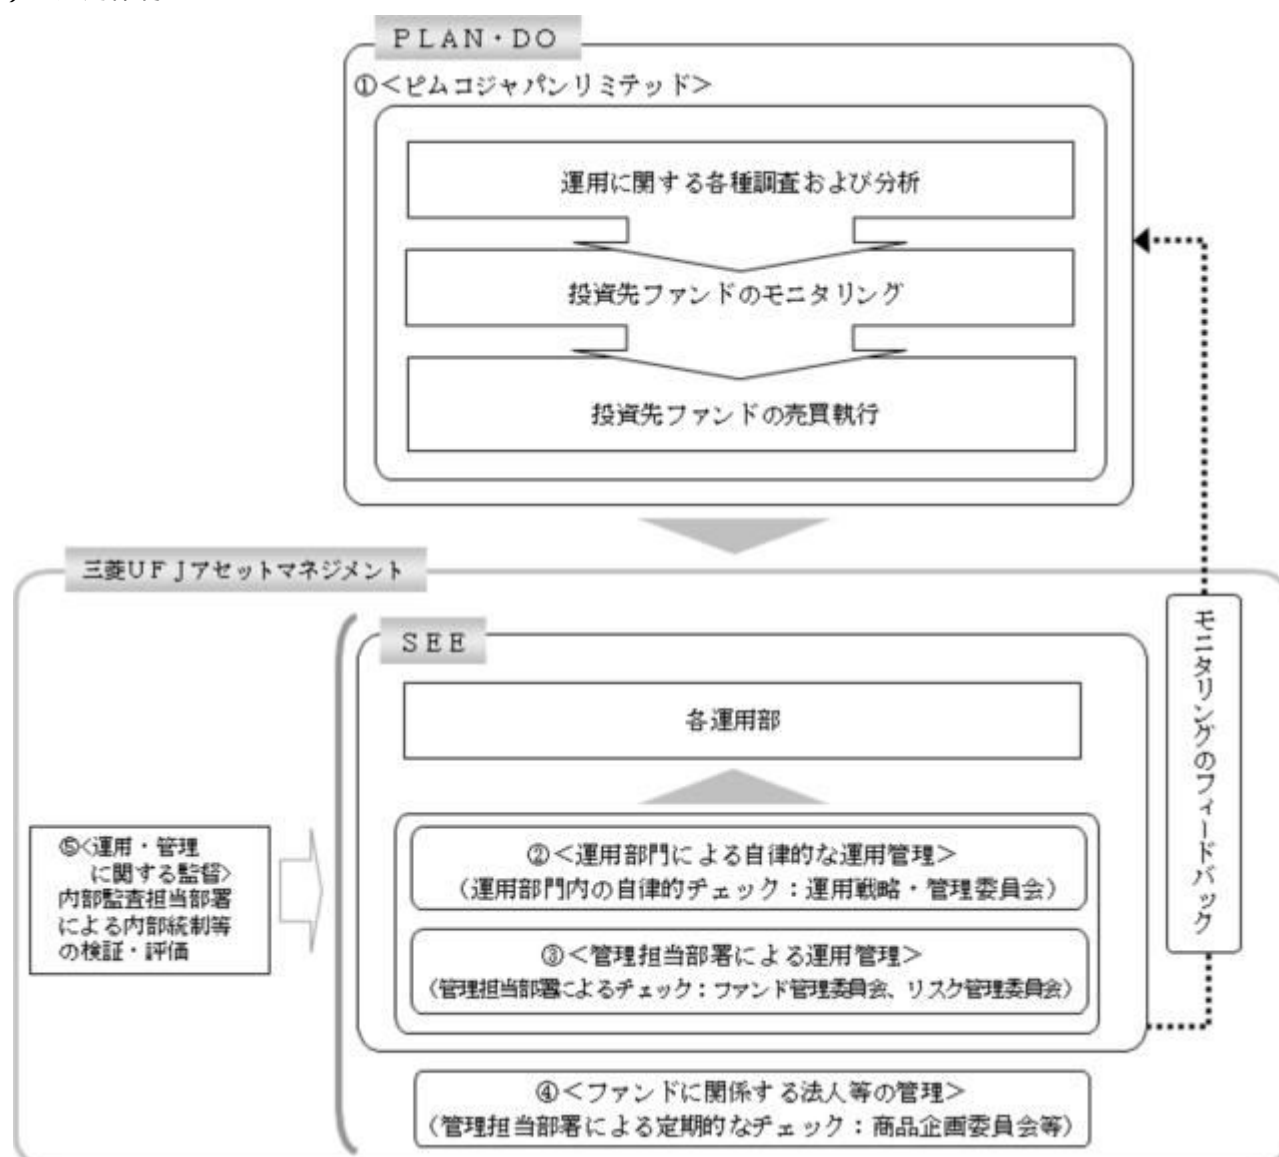 PLAN・DO
①<ピムコジャパンリミテッド>
運用に関する各種調査および分析
投資先ファンドのモニタリング
投資先ファンドの売買執行
三菱UFJアセットマネジメント
SEE
各運用部
②<運用部門による自律的な運用管理>
(運用部門内の自律的チェック:運用戦略・管理委員会)
③<管理担当部署による運用管理>
(管理担当部署によるチェック:ファンド管理委員会、リスク管理委員会)
④<ファンドに関係する法人等の管理>
(管理担当部署による定期的なチェック:商品企画委員会等)
⑤<運用・管理
に関する監督>
内部監査担当部署
による内部統制等
の検証・評価
モニタリングのフィードバック